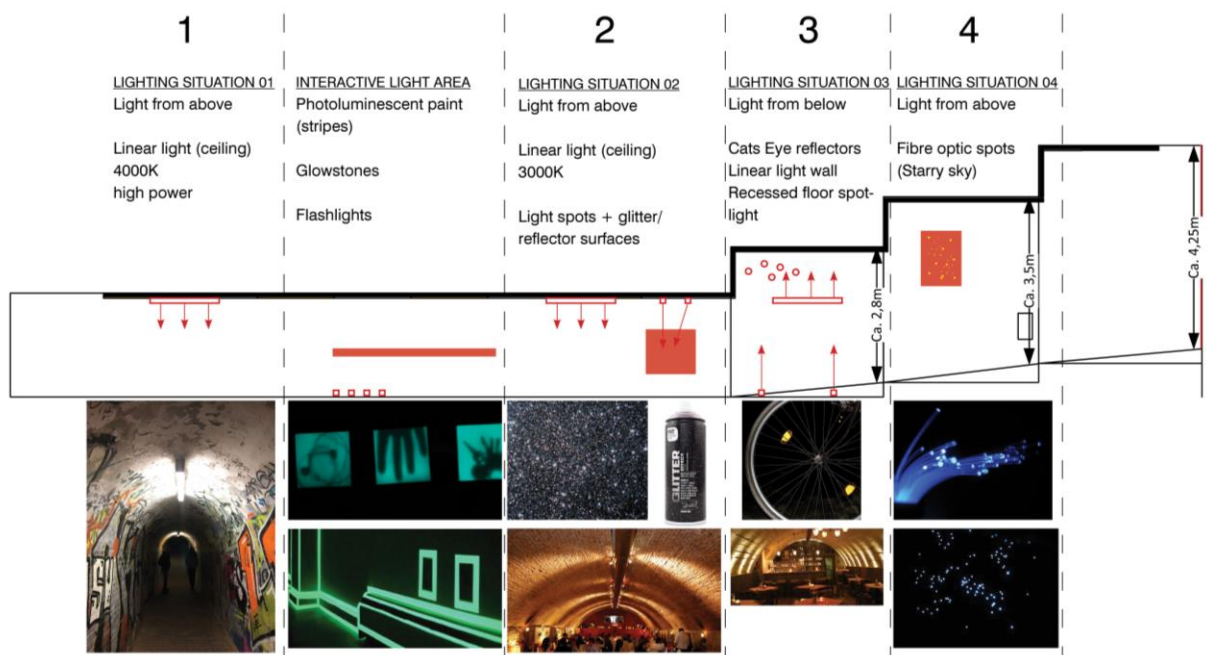 1
2
3
4
LIGHTING SITUATION 01
Light from above
Linear light (ceiling)
4000K
high power
INTERACTIVE LIGHT AREA
Photoluminescent paint
(stripes)
Glowstones
Flashlights
LIGHTING SITUATION 02
Light from above
Linear light (ceiling)
3000K
Light spots + glitter/
reflector surfaces
LIGHTING SITUATION 03
Light from below
Cats Eye reflectors
Linear light wall
Recessed floor spot-
light
LIGHTING SITUATION 04
Light from above
Fibre optic spots
(Starry sky)
Ca. 2,8m
Ca. 3,5m
Ca. 4,25m
GLITTER